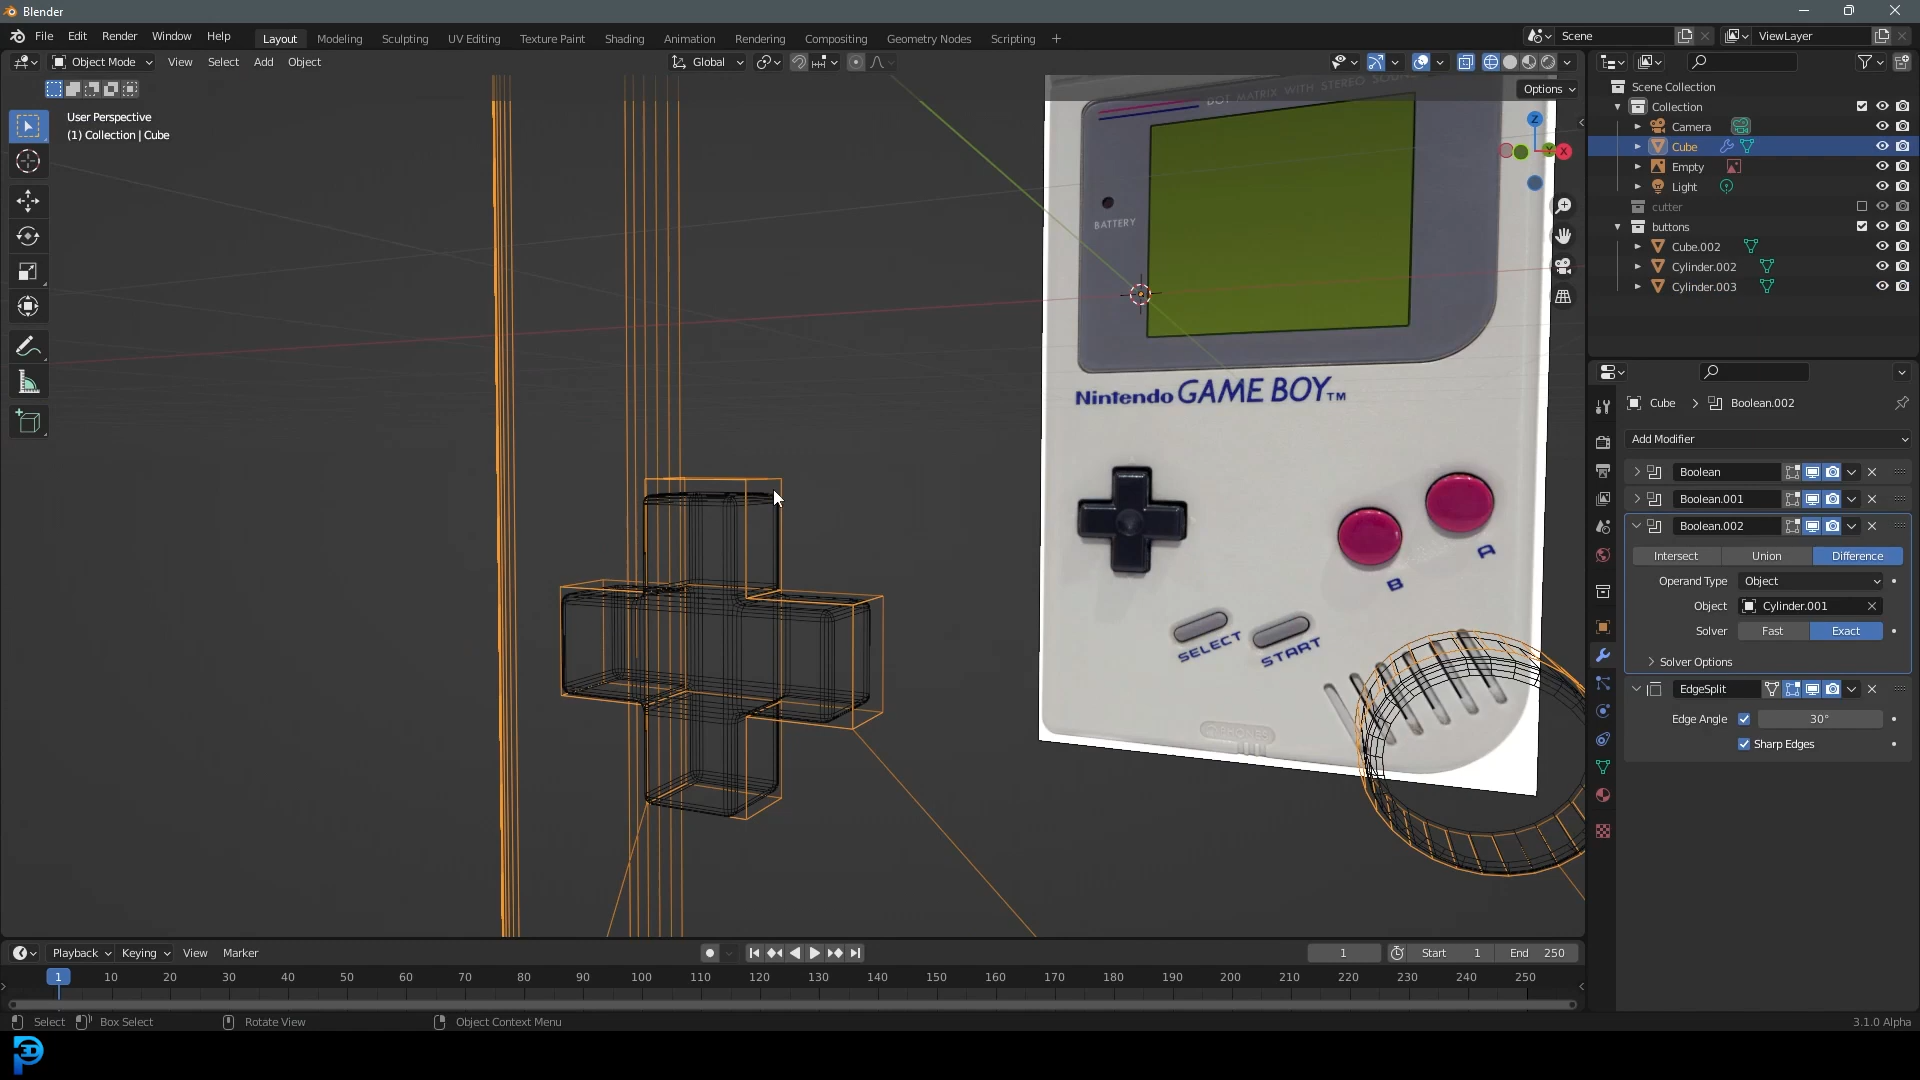 Blender
File Edit Render Window Help
Layout Modeling Sculpting UV Editing Texture Paint Shading Animation Rendering Compositing Geometry Nodes Scripting +
Scene
ViewLayer
Object Mode View Select Add Object
Global
Options
User Perspective
(1) Collection | Cube
DOT MATRIX WITH STEREO SOUND
BATTERY
Nintendo GAME BOY TM
A
B
SELECT
START
PHONES
Z
Y
X
Scene Collection
Collection
Camera
Cube
Empty
Light
cutter
buttons
Cube.002
Cylinder.002
Cylinder.003
Cube > Boolean.002
Add Modifier
Boolean
Boolean.001
Boolean.002
Intersect Union Difference
Operand Type Object
Object Cylinder.001
Solver Fast Exact
Solver Options
EdgeSplit
Edge Angle 30°
Sharp Edges
Playback Keying View Marker
1 Start 1 End 250
1 10 20 30 40 50 60 70 80 90 100 110 120 130 140 150 160 170 180 190 200 210 220 230 240 250
Select Box Select Rotate View Object Context Menu
3.1.0 Alpha